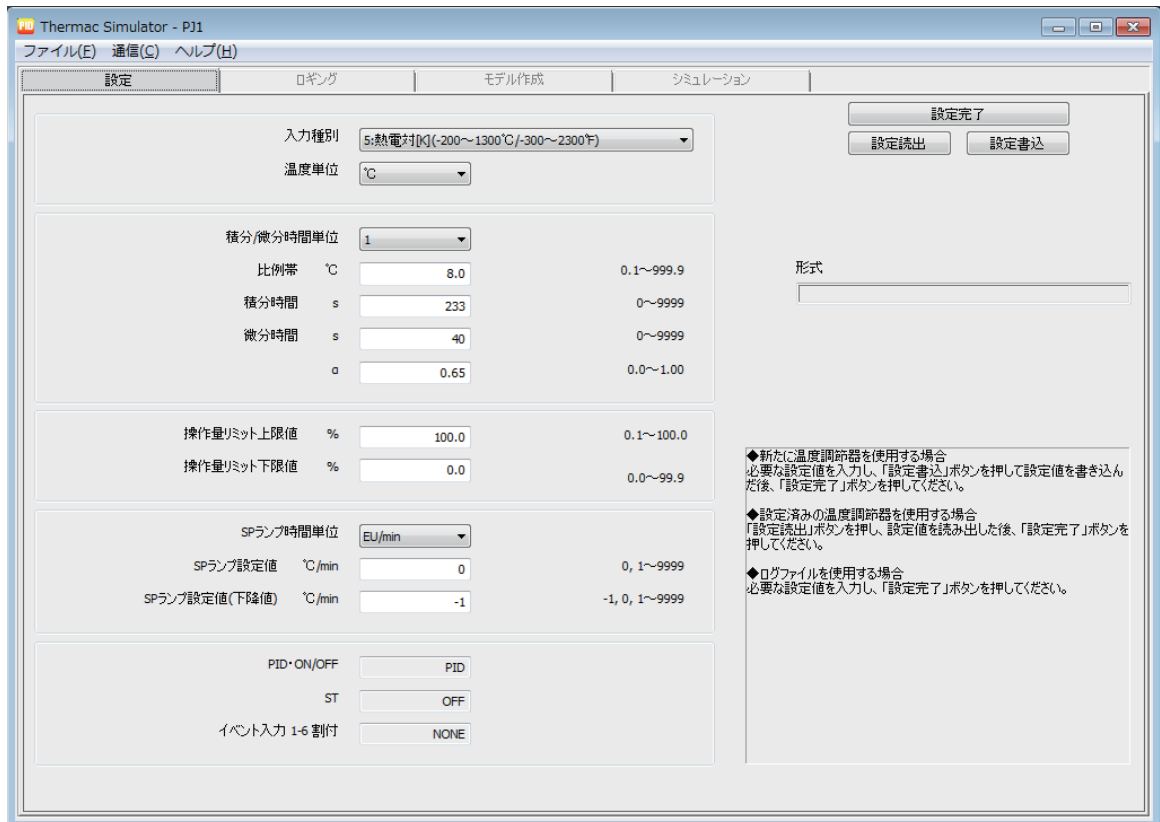 PID Thermac Simulator - PJ1
ファイル(F) 通信(C) ヘルプ(H)
設定 ロギング モデル作成 シミュレーション
設定完了
設定読出 設定書込
入力種別 5:熱電対[K](-200～1300℃/-300～2300℉)
温度単位 ℃
積分/微分時間単位 1
比例帯 ℃ 8.0 0.1～999.9
積分時間 s 233 0～9999
微分時間 s 40 0～9999
α 0.65 0.0～1.00
形式
操作量リミット上限値 % 100.0 0.1～100.0
操作量リミット下限値 % 0.0 0.0～99.9
SPランプ時間単位 EU/min
SPランプ設定値 ℃/min 0 0, 1～9999
SPランプ設定値(下降値) ℃/min -1 -1, 0, 1～9999
PID・ON/OFF PID
ST OFF
イベント入力 1-6 割付 NONE
◆新たに温度調節器を使用する場合
必要な設定値を入力し、「設定書込」ボタンを押して設定値を書き込ん
だ後、「設定完了」ボタンを押してください。
◆設定済みの温度調節器を使用する場合
「設定読出」ボタンを押し、設定値を読み出した後、「設定完了」ボタンを
押してください。
◆ログファイルを使用する場合
必要な設定値を入力し、「設定完了」ボタンを押してください。